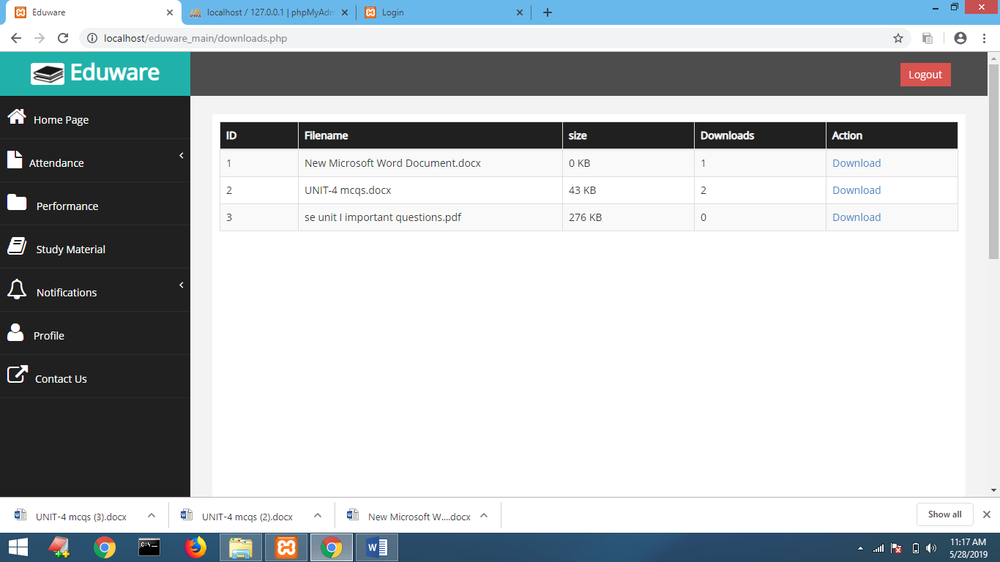 Eduware
localhost / 127.0.0.1 | phpMyAdm
Login
localhost/eduware_main/downloads.php
Eduware
Logout
Home Page
Attendance
Performance
Study Material
Notifications
Profile
Contact Us
ID Filename size Downloads Action
1 New Microsoft Word Document.docx 0 KB 1 Download
2 UNIT-4 mcqs.docx 43 KB 2 Download
3 se unit I important questions.pdf 276 KB 0 Download
UNIT-4 mcqs (3).docx
UNIT-4 mcqs (2).docx
New Microsoft W....docx
Show all
11:17 AM
5/28/2019